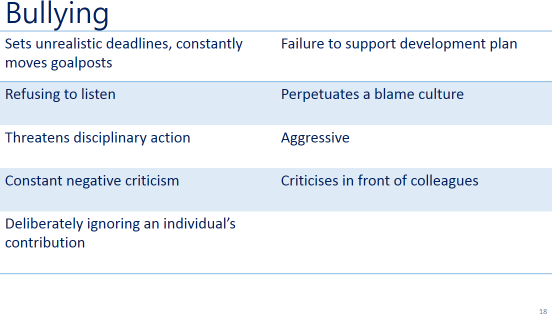 Bullying
Sets unrealistic deadlines, constantly
moves goalposts
Failure to support development plan
Refusing to listen
Perpetuates a blame culture
Threatens disciplinary action
Aggressive
Constant negative criticism
Criticises in front of colleagues
Deliberately ignoring an individual's
contribution
18